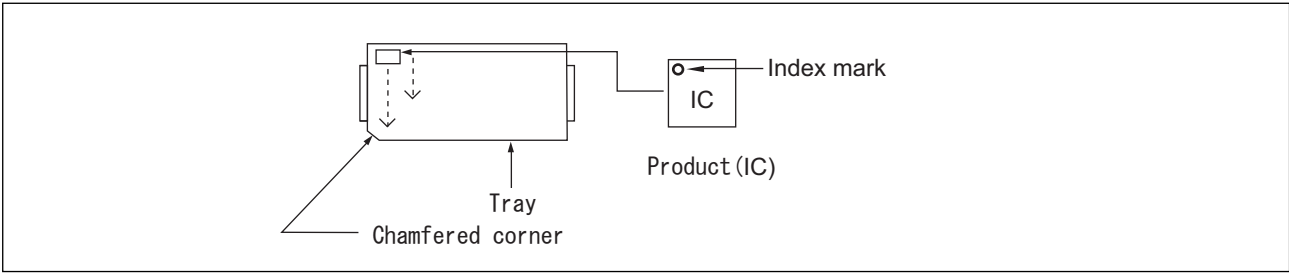 Index mark
IC
Product(IC)
Tray
Chamfered corner